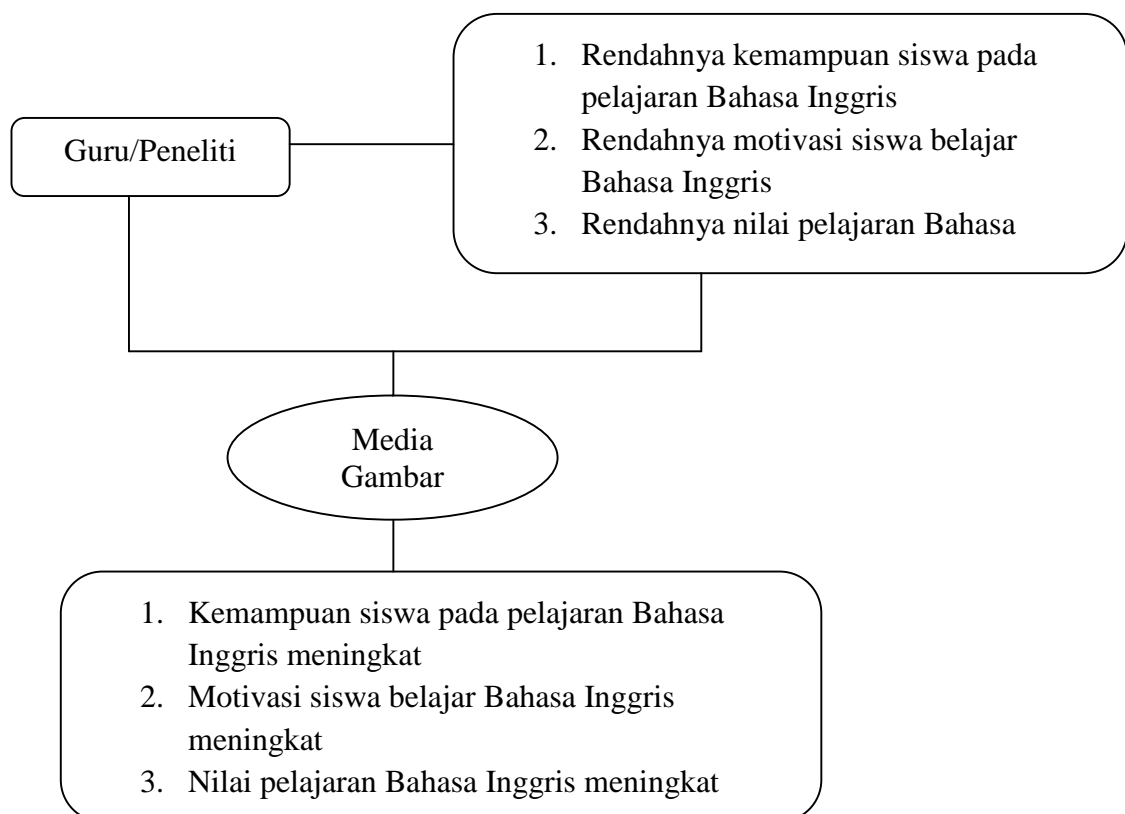 Guru/Peneliti
1. Rendahnya kemampuan siswa pada
pelajaran Bahasa Inggris
2. Rendahnya motivasi siswa belajar
Bahasa Inggris
3. Rendahnya nilai pelajaran Bahasa
Media
Gambar
1. Kemampuan siswa pada pelajaran Bahasa
Inggris meningkat
2. Motivasi siswa belajar Bahasa Inggris
meningkat
3. Nilai pelajaran Bahasa Inggris meningkat